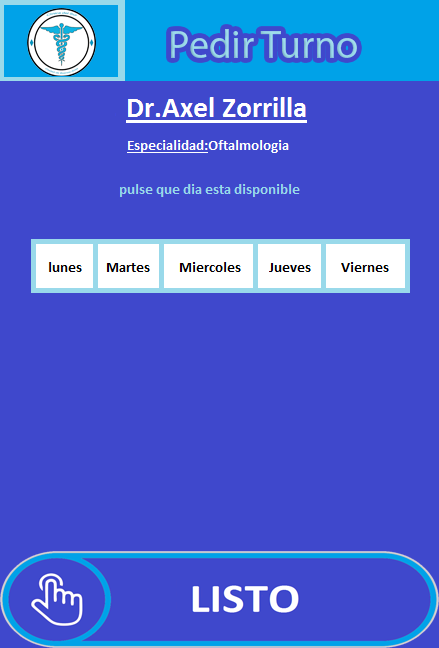 Pedir Turno
Dr.Axel Zorrilla
Especialidad:Oftalmologia
pulse que dia esta disponible
lunes Martes Miercoles Jueves Viernes
LISTO